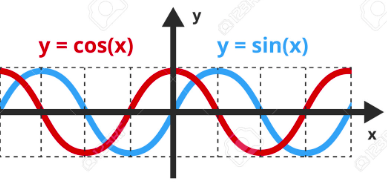 y
y = cos(x) y = sin(x)
x